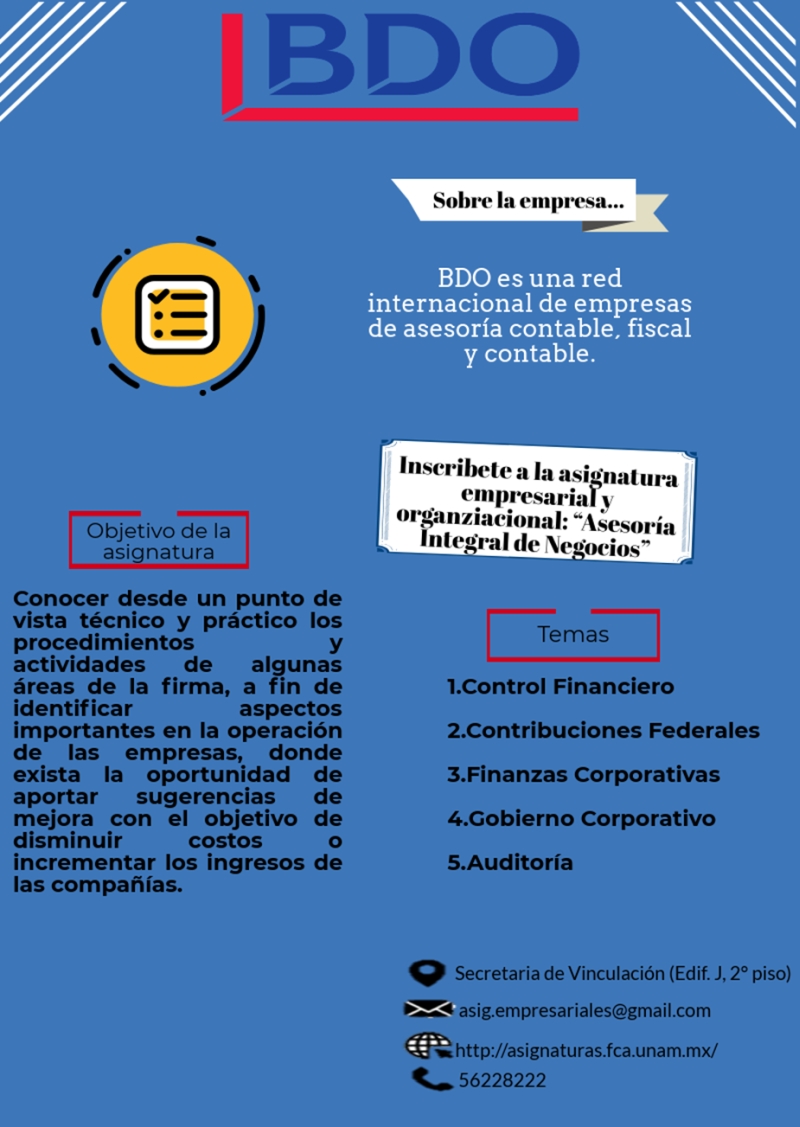 BDO
Sobre la empresa...
BDO es una red
internacional de empresas
de asesoría contable, fiscal
y contable.
Inscribete a la asignatura
empresarial y
organziacional: “Asesoría
Integral de Negocios”
Objetivo de la
asignatura
Conocer desde un punto de
vista técnico y práctico los
procedimientos y
actividades de algunas
áreas de la firma, a fin de
identificar aspectos
importantes en la operación
de las empresas, donde
exista la oportunidad de
aportar sugerencias de
mejora con el objetivo de
disminuir costos o
incrementar los ingresos de
las compañías.
Temas
1.Control Financiero
2.Contribuciones Federales
3.Finanzas Corporativas
4.Gobierno Corporativo
5.Auditoría
Secretaria de Vinculación (Edif. J, 2° piso)
asig.empresariales@gmail.com
http://asignaturas.fca.unam.mx/
56228222